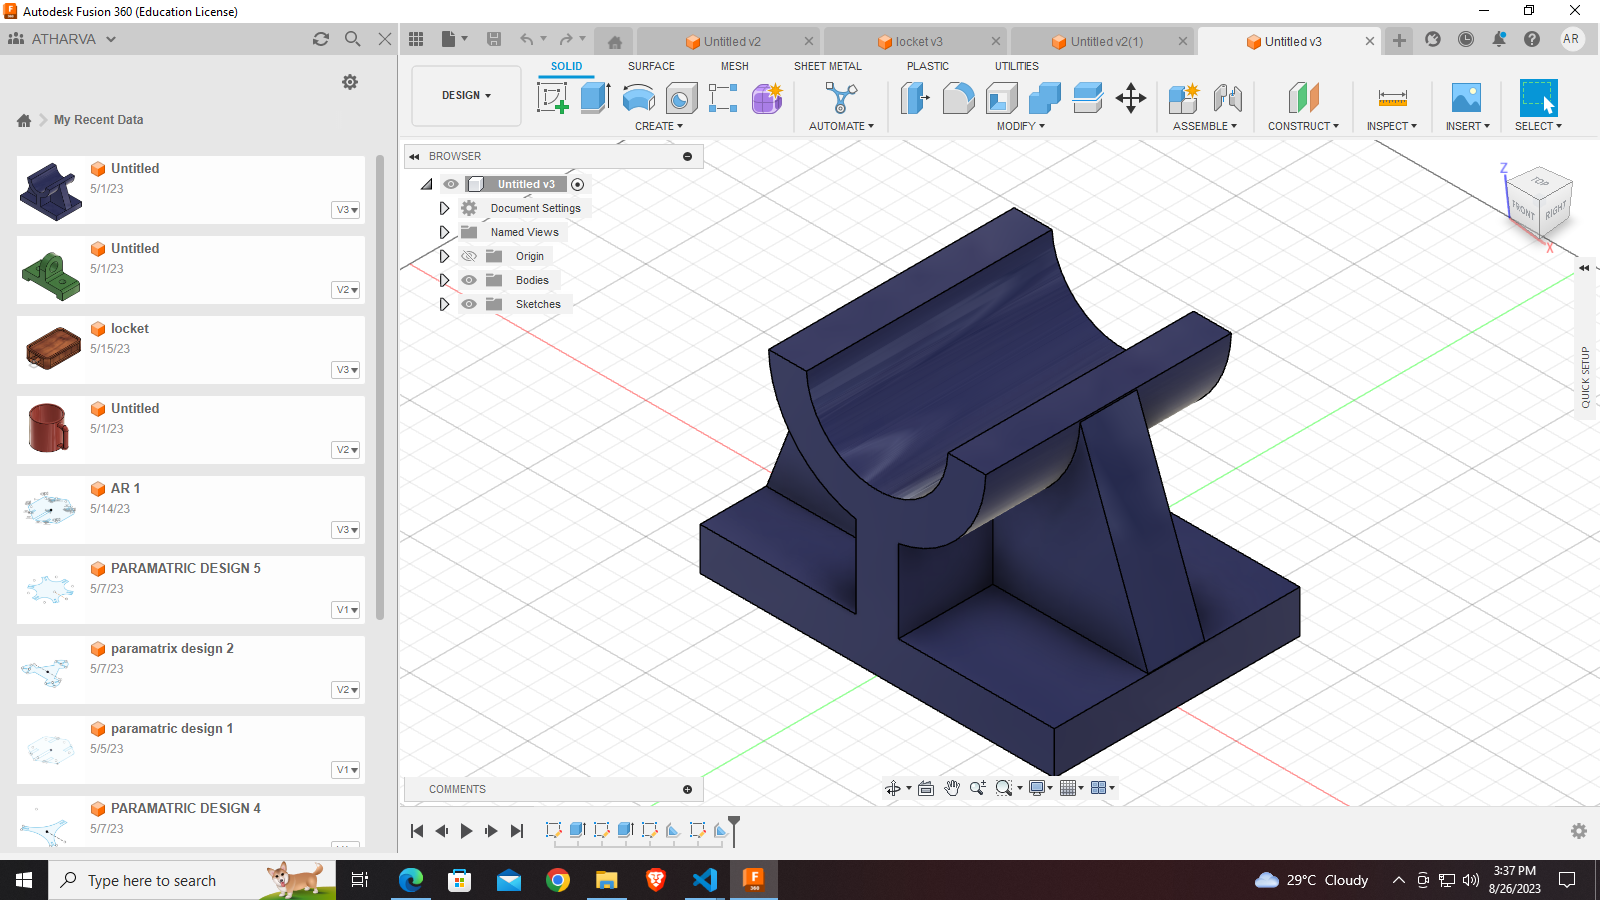 Autodesk Fusion 360 (Education License)
ATHARVA
Untitled v2
locket v3
Untitled v2(1)
Untitled v3
AR
DESIGN
SOLID
SURFACE
MESH
SHEET METAL
PLASTIC
UTILITIES
CREATE
AUTOMATE
MODIFY
ASSEMBLE
CONSTRUCT
INSPECT
INSERT
SELECT
My Recent Data
Untitled
5/1/23
V3
Untitled
5/1/23
V2
locket
5/15/23
V3
Untitled
5/1/23
V2
AR 1
5/14/23
V3
PARAMATRIC DESIGN 5
5/7/23
V1
paramatrix design 2
5/7/23
V2
paramatric design 1
5/5/23
V1
PARAMATRIC DESIGN 4
5/7/23
BROWSER
Untitled v3
Document Settings
Named Views
Origin
Bodies
Sketches
Z
TOP
FRONT
RIGHT
X
QUICK SETUP
COMMENTS
Type here to search
F
360
29°C Cloudy
3:37 PM
8/26/2023